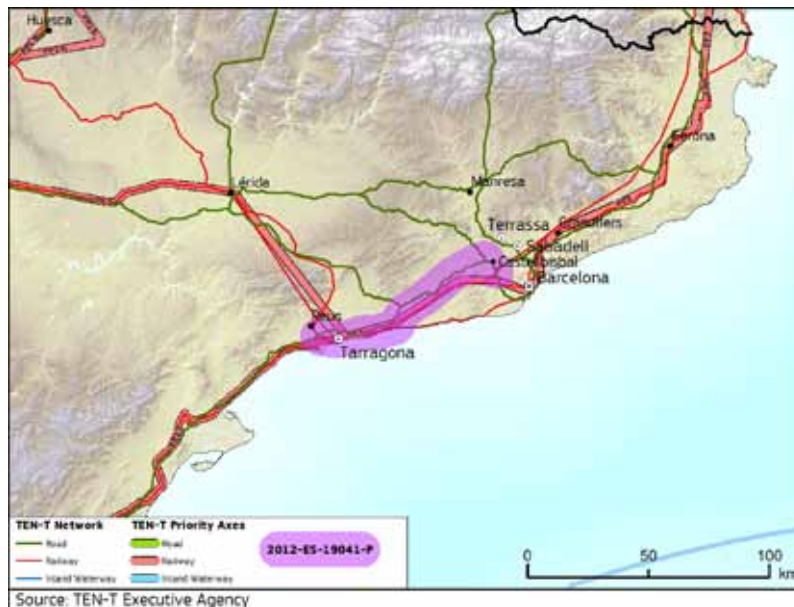 Huesca
Lérida
Manresa
Gerona
Granollers
Terrassa
Sabadell
Castellbisbal
Barcelona
Reus
Tarragona
TEN-T Network
Road
Railway
Inland Waterway
TEN-T Priority Axes
Road
Railway
Inland Waterway
2012-ES-19041-P
0 50 100
km
Source: TEN-T Executive Agency